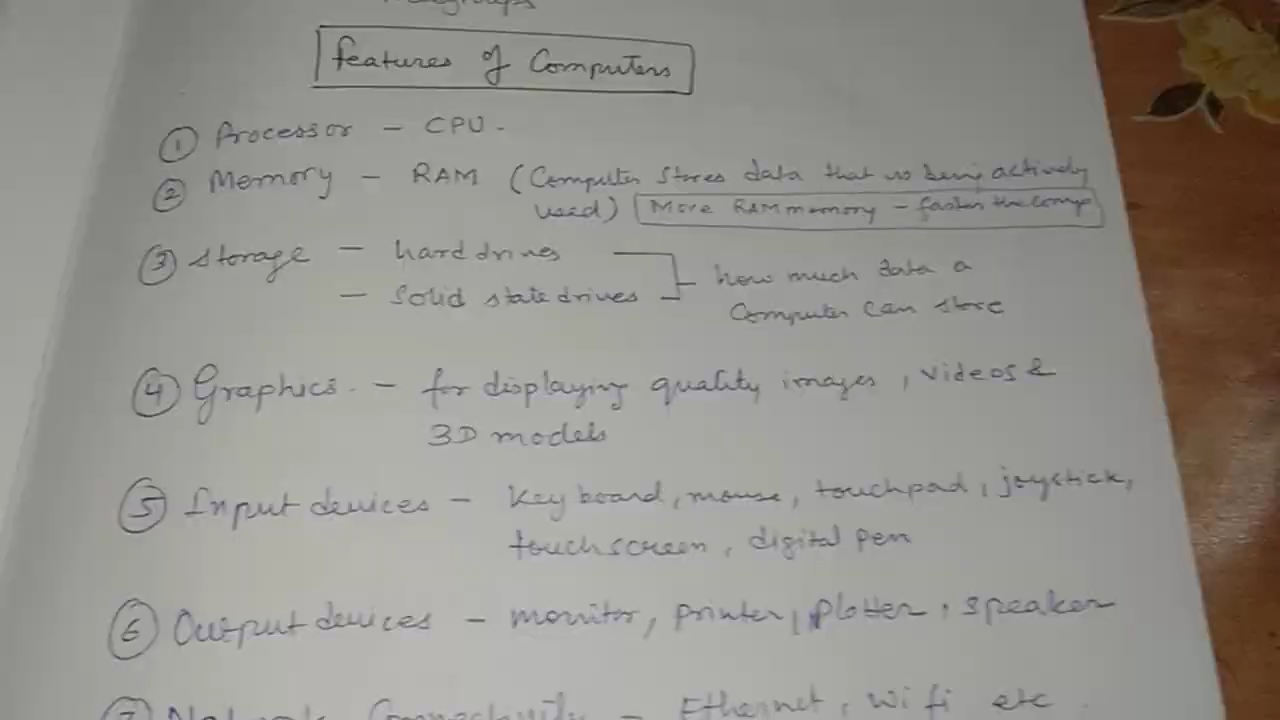 features of Computers
① Processor - CPU.
② Memory - RAM (Computer stores data that is being actively
used) More RAM memory - faster the comp
③ Storage - hard drives
- Solid state drives
how much data a
Computer can store
④ Graphics. - for displaying quality images, videos &
3D models
⑤ Input devices - Keyboard, mouse, touchpad, joystick,
touchscreen, digital pen
⑥ Output devices - monitor, printer, plotter, speaker
⑦ Network Connectivity - Ethernet, wifi etc